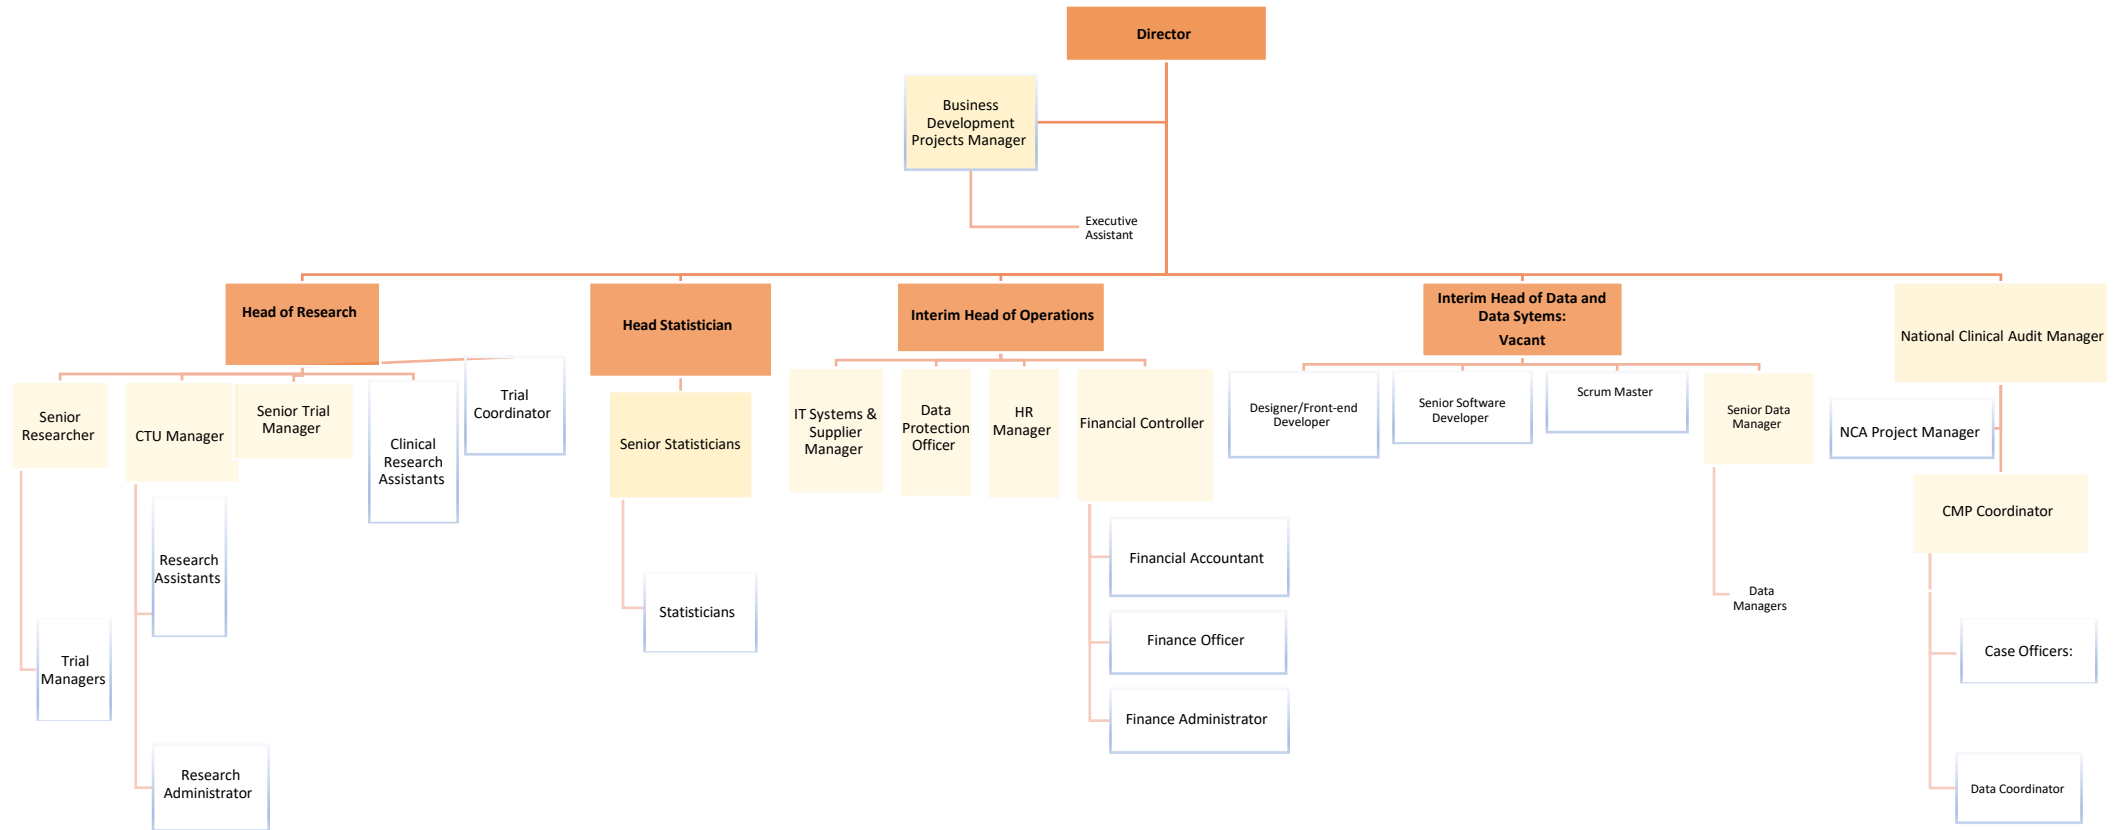 Director
Business
Development
Projects Manager
Executive
Assistant
Head of Research
Head Statistician
Interim Head of Operations
Interim Head of Data and
Data Sytems:
Vacant
National Clinical Audit Manager
Senior
Researcher
CTU Manager
Senior Trial
Manager
Clinical
Research
Assistants
Trial
Coordinator
Senior Statisticians
IT Systems &
Supplier
Manager
Data
Protection
Officer
HR
Manager
Financial Controller
Designer/Front-end
Developer
Senior Software
Developer
Scrum Master
Senior Data
Manager
NCA Project Manager
CMP Coordinator
Research
Assistants
Trial
Managers
Research
Administrator
Statisticians
Financial Accountant
Finance Officer
Finance Administrator
Data
Managers
Case Officers:
Data Coordinator